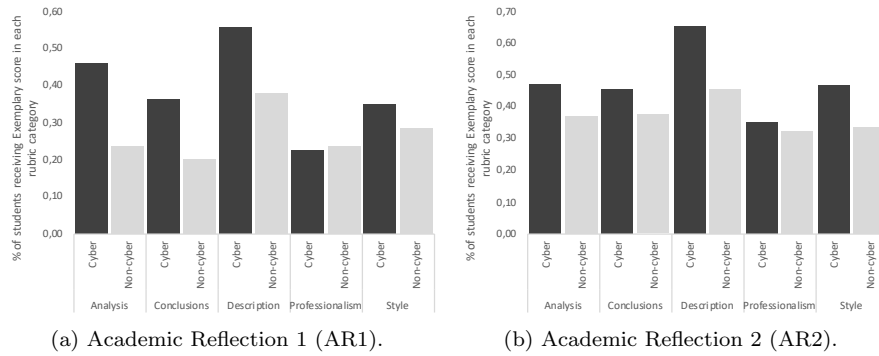 % of students receiving Exemplary score in each
rubric category
0,60
0,50
0,40
0,30
0,20
0,10
0,00
Cyber
Non-cyber
Cyber
Non-cyber
Cyber
Non-cyber
Cyber
Non-cyber
Cyber
Non-cyber
Analysis
Conclusions
Description
Professionalism
Style
(a) Academic Reflection 1 (AR1).
% of students receiving Exemplary score in each
rubric category
0,70
0,60
0,50
0,40
0,30
0,20
0,10
0,00
Cyber
Non-cyber
Cyber
Non-cyber
Cyber
Non-cyber
Cyber
Non-cyber
Cyber
Non-cyber
Analysis
Conclusions
Description
Professionalism
Style
(b) Academic Reflection 2 (AR2).